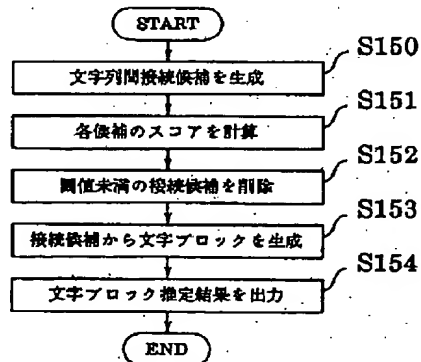 START
S150
文字列間接続候補を生成
S151
各候補のスコアを計算
S152
閾値未満の接続候補を削除
S153
接続候補から文字ブロックを生成
S154
文字ブロック推定結果を出力
END